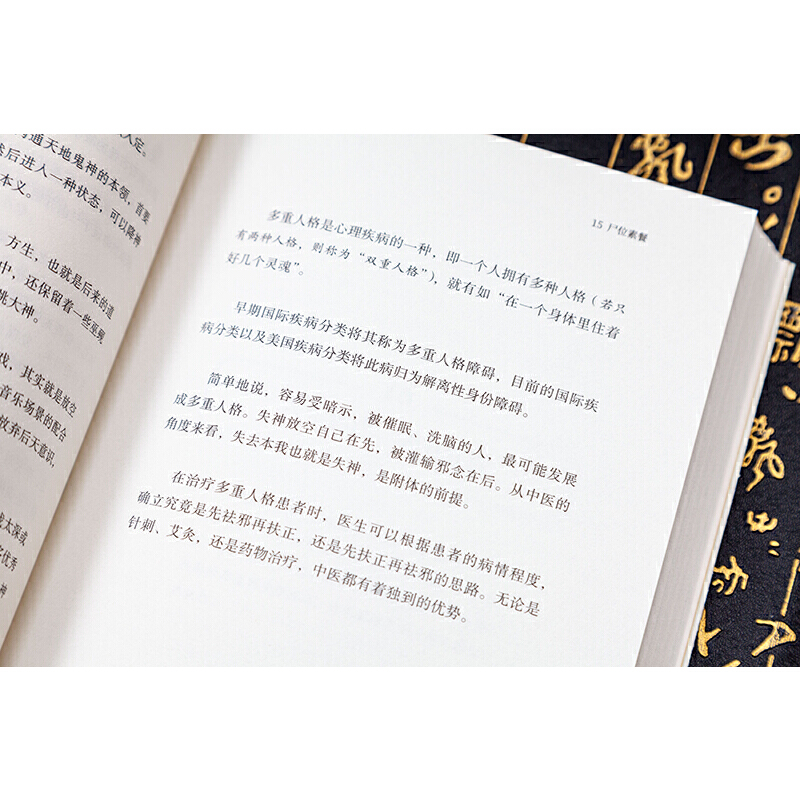 人定。
通天地鬼神的本领，首要
然后进入一种状态，可以降神
本义。
方生，也就是后来的道
中，还保留着一些巫觋
跳大神。
戏，其实就是放空
音乐场景的配合
放弃后天意识，
太深或
优秀
神
15 尸位素餐
多重人格是心理疾病的一种，即一个人拥有多种人格（若只
有两种人格，则称为“双重人格”），就有如“在一个身体里住着
好几个灵魂”。
早期国际疾病分类将其称为多重人格障碍，目前的国际疾
病分类以及美国疾病分类将此病归为解离性身份障碍。
简单地说，容易受暗示，被催眠、洗脑的人，最可能发展
成多重人格。失神放空自己在先，被灌输邪念在后。从中医的
角度来看，失去本我也就是失神，是附体的前提。
在治疗多重人格患者时，医生可以根据患者的病情程度，
确立究竟是先祛邪再扶正，还是先扶正再祛邪的思路。无论是
针刺、艾灸，还是药物治疗，中医都有着独到的优势。